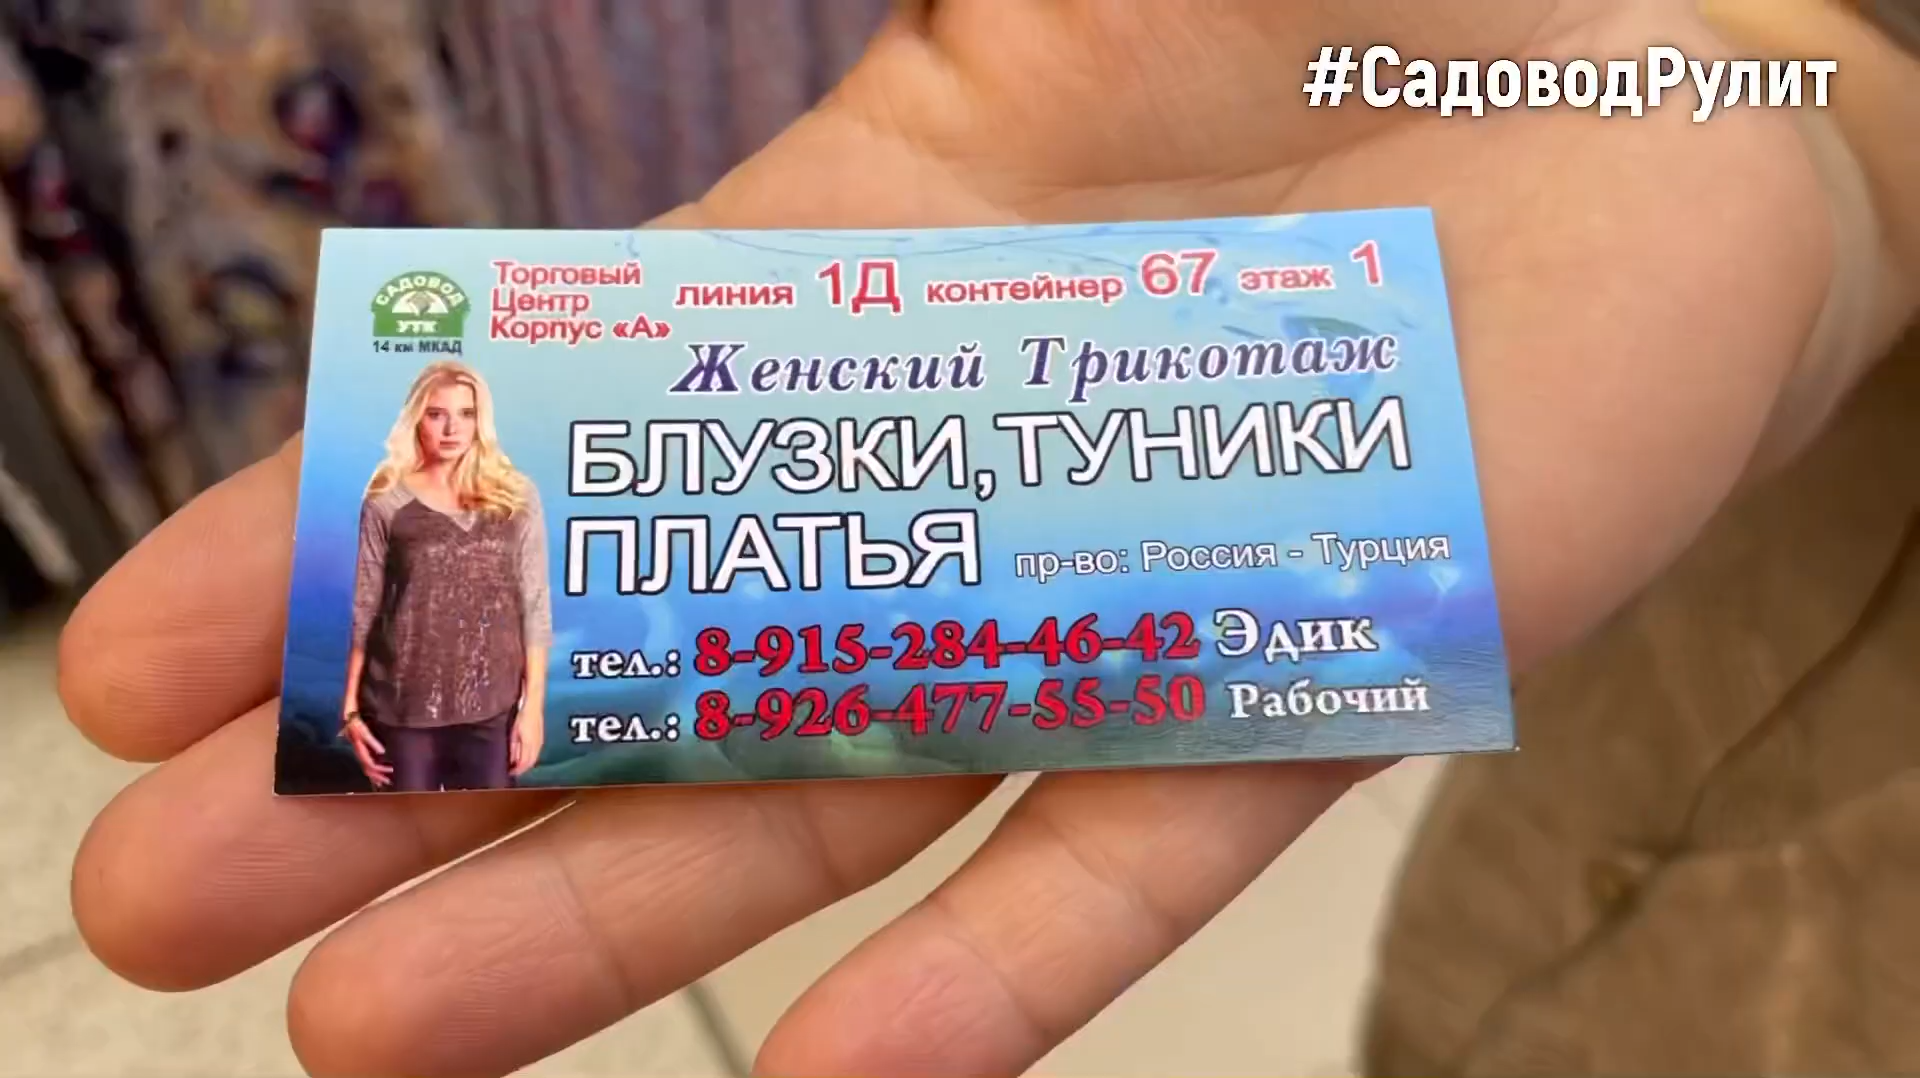 #СадоводРулит
САДОВОД
УТК
14 км МКАД
Торговый
Центр
Корпус «А»
линия 1Д контейнер 67 этаж 1
Женский Трикотаж
БЛУЗКИ,ТУНИКИ
ПЛАТЬЯ пр-во: Россия - Турция
тел.: 8-915-284-46-42 Эдик
тел.: 8-926-477-55-50 Рабочий